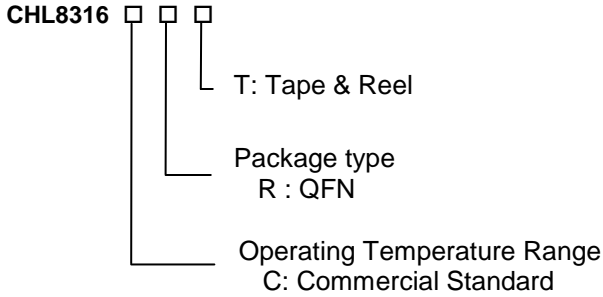 CHL8316 □ □ □
T: Tape & Reel
Package type
R : QFN
Operating Temperature Range
C: Commercial Standard